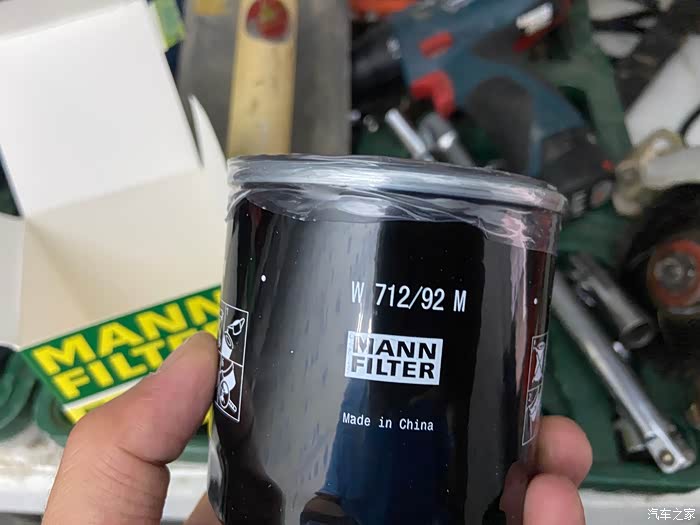 W 712/92 M
MANN
FILTER
Made in China
MANN
FILTER
汽车之家